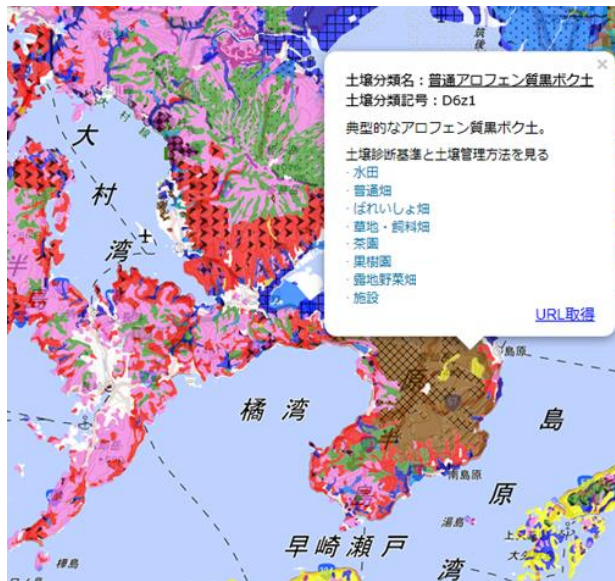 土壌分類名:普通アロフェン質黒ボク土
土壌分類記号:D6z1
典型的なアロフェン質黒ボク土。
土壌診断基準と土壌管理方法を見る
· 水田
· 普通畑
· ばれいしょ畑
· 草地・飼料畑
· 茶園
· 果樹園
· 露地野菜畑
· 施設
URL取得
大村湾
橘湾
島原
南島原
湯島
島原湾
早崎瀬戸
樺島